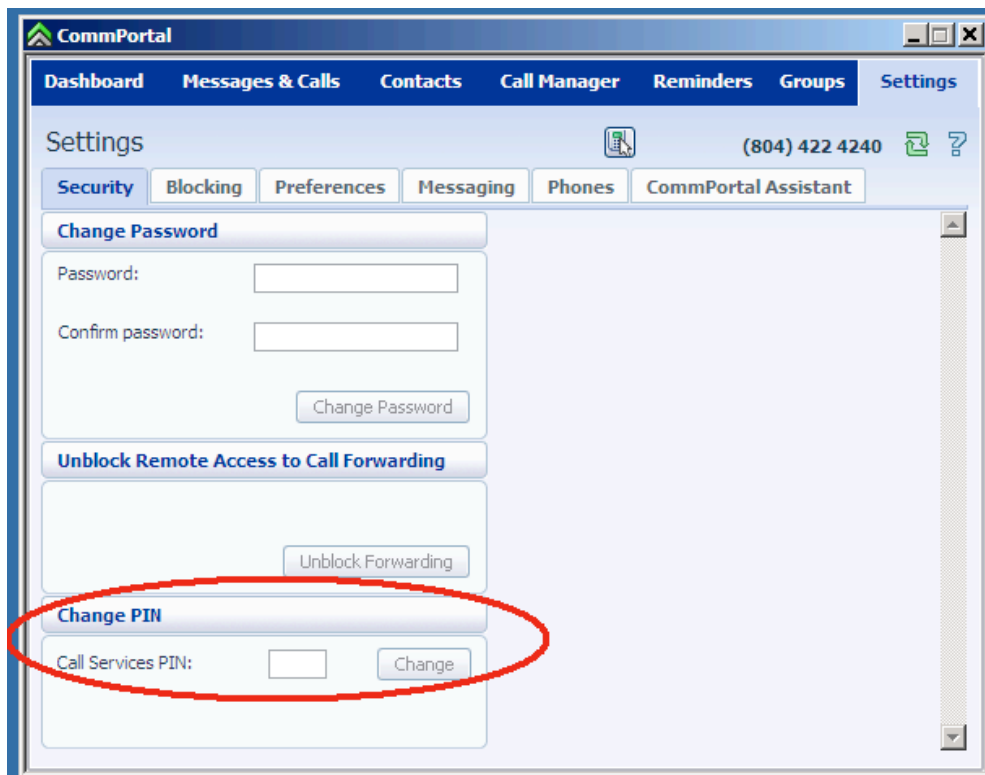 CommPortal
Dashboard Messages & Calls Contacts Call Manager Reminders Groups Settings
Settings (804) 422 4240
Security Blocking Preferences Messaging Phones CommPortal Assistant
Change Password
Password:
Confirm password:
Change Password
Unblock Remote Access to Call Forwarding
Unblock Forwarding
Change PIN
Call Services PIN: Change